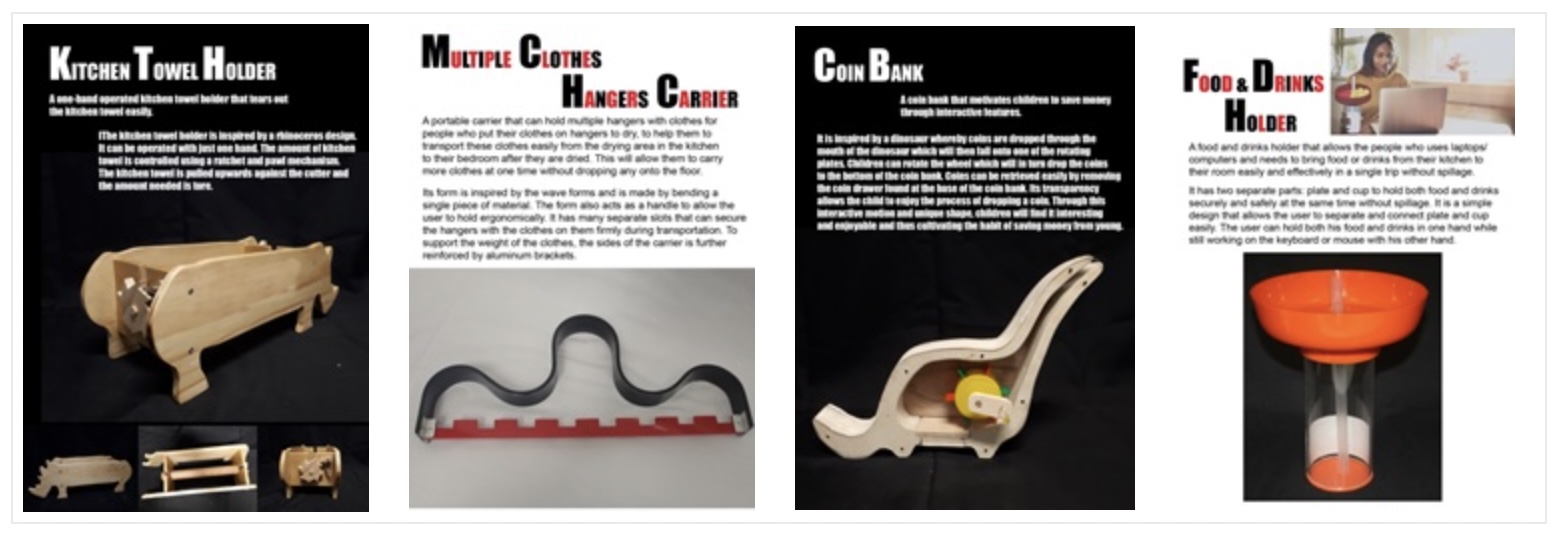 KITCHEN TOWEL HOLDER
A one-hand operated kitchen towel holder that tears out
the kitchen towel easily.
[The kitchen towel holder is inspired by a rhinoceros design.
It can be operated with just one hand. The amount of kitchen
towel is controlled using a ratchet and pawl mechanism.
The kitchen towel is pulled upwards against the cutter and
the amount needed is tore.
MULTIPLE CLOTHES
HANGERS CARRIER
A portable carrier that can hold multiple hangers with clothes for
people who put their clothes on hangers to dry, to help them to
transport these clothes easily from the drying area in the kitchen
to their bedroom after they are dried. This will allow them to carry
more clothes at one time without dropping any onto the floor.
Its form is inspired by the wave forms and is made by bending a
single piece of material. The form also acts as a handle to allow the
user to hold ergonomically. It has many separate slots that can secure
the hangers with the clothes on them firmly during transportation. To
support the weight of the clothes, the sides of the carrier is further
reinforced by aluminum brackets.
COIN BANK
A coin bank that motivates children to save money
through interactive features.
It is inspired by a dinosaur whereby coins are dropped through the
mouth of the dinosaur which will then fall onto one of the rotating
plates. Children can rotate the wheel which will in turn drop the coins
to the bottom of the coin bank. Coins can be retrieved easily by removing
the coin drawer found at the base of the coin bank. Its transparency
allows the child to enjoy the process of dropping a coin. Through this
interactive motion and unique shape, children will find it interesting
and enjoyable and thus cultivating the habit of saving money from young.
FOOD & DRINKS
HOLDER
A food and drinks holder that allows the people who uses laptops/
computers and needs to bring food or drinks from their kitchen to
their room easily and effectively in a single trip without spillage.
It has two separate parts: plate and cup to hold both food and drinks
securely and safely at the same time without spillage. It is a simple
design that allows the user to separate and connect plate and cup
easily. The user can hold both his food and drinks in one hand while
still working on the keyboard or mouse with his other hand.